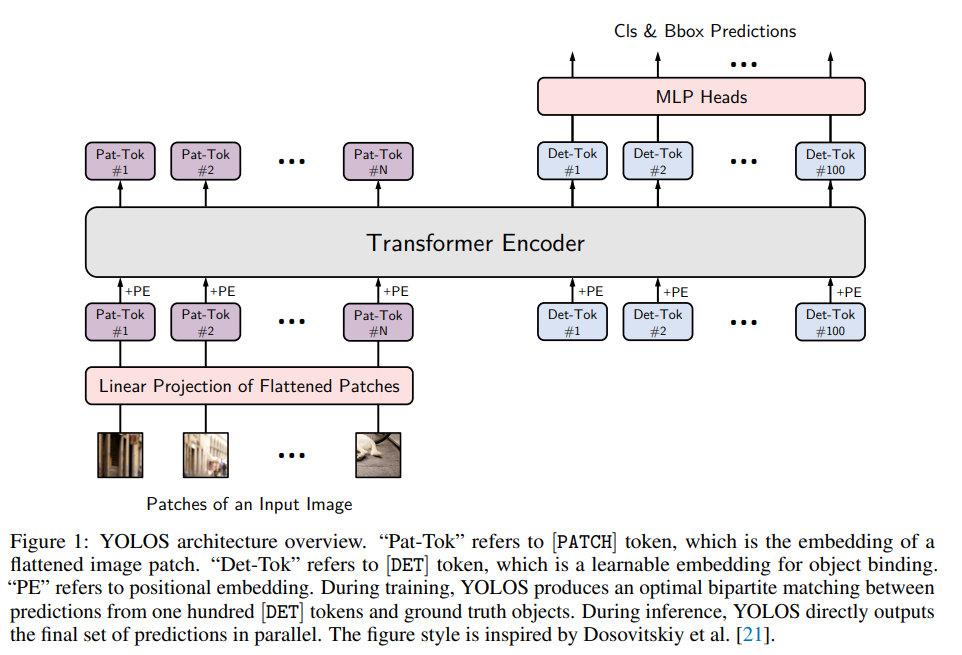 Cls & Bbox Predictions
•••
MLP Heads
Pat-Tok #1
Pat-Tok #2
•••
Pat-Tok #N
Det-Tok #1
Det-Tok #2
•••
Det-Tok #100
Transformer Encoder
+PE
+PE
+PE
+PE
+PE
+PE
Pat-Tok #1
Pat-Tok #2
•••
Pat-Tok #N
Det-Tok #1
Det-Tok #2
•••
Det-Tok #100
Linear Projection of Flattened Patches
•••
Patches of an Input Image
Figure 1: YOLOS architecture overview. “Pat-Tok” refers to [PATCH] token, which is the embedding of a
flattened image patch. “Det-Tok” refers to [DET] token, which is a learnable embedding for object binding.
“PE” refers to positional embedding. During training, YOLOS produces an optimal bipartite matching between
predictions from one hundred [DET] tokens and ground truth objects. During inference, YOLOS directly outputs
the final set of predictions in parallel. The figure style is inspired by Dosovitskiy et al. [21].